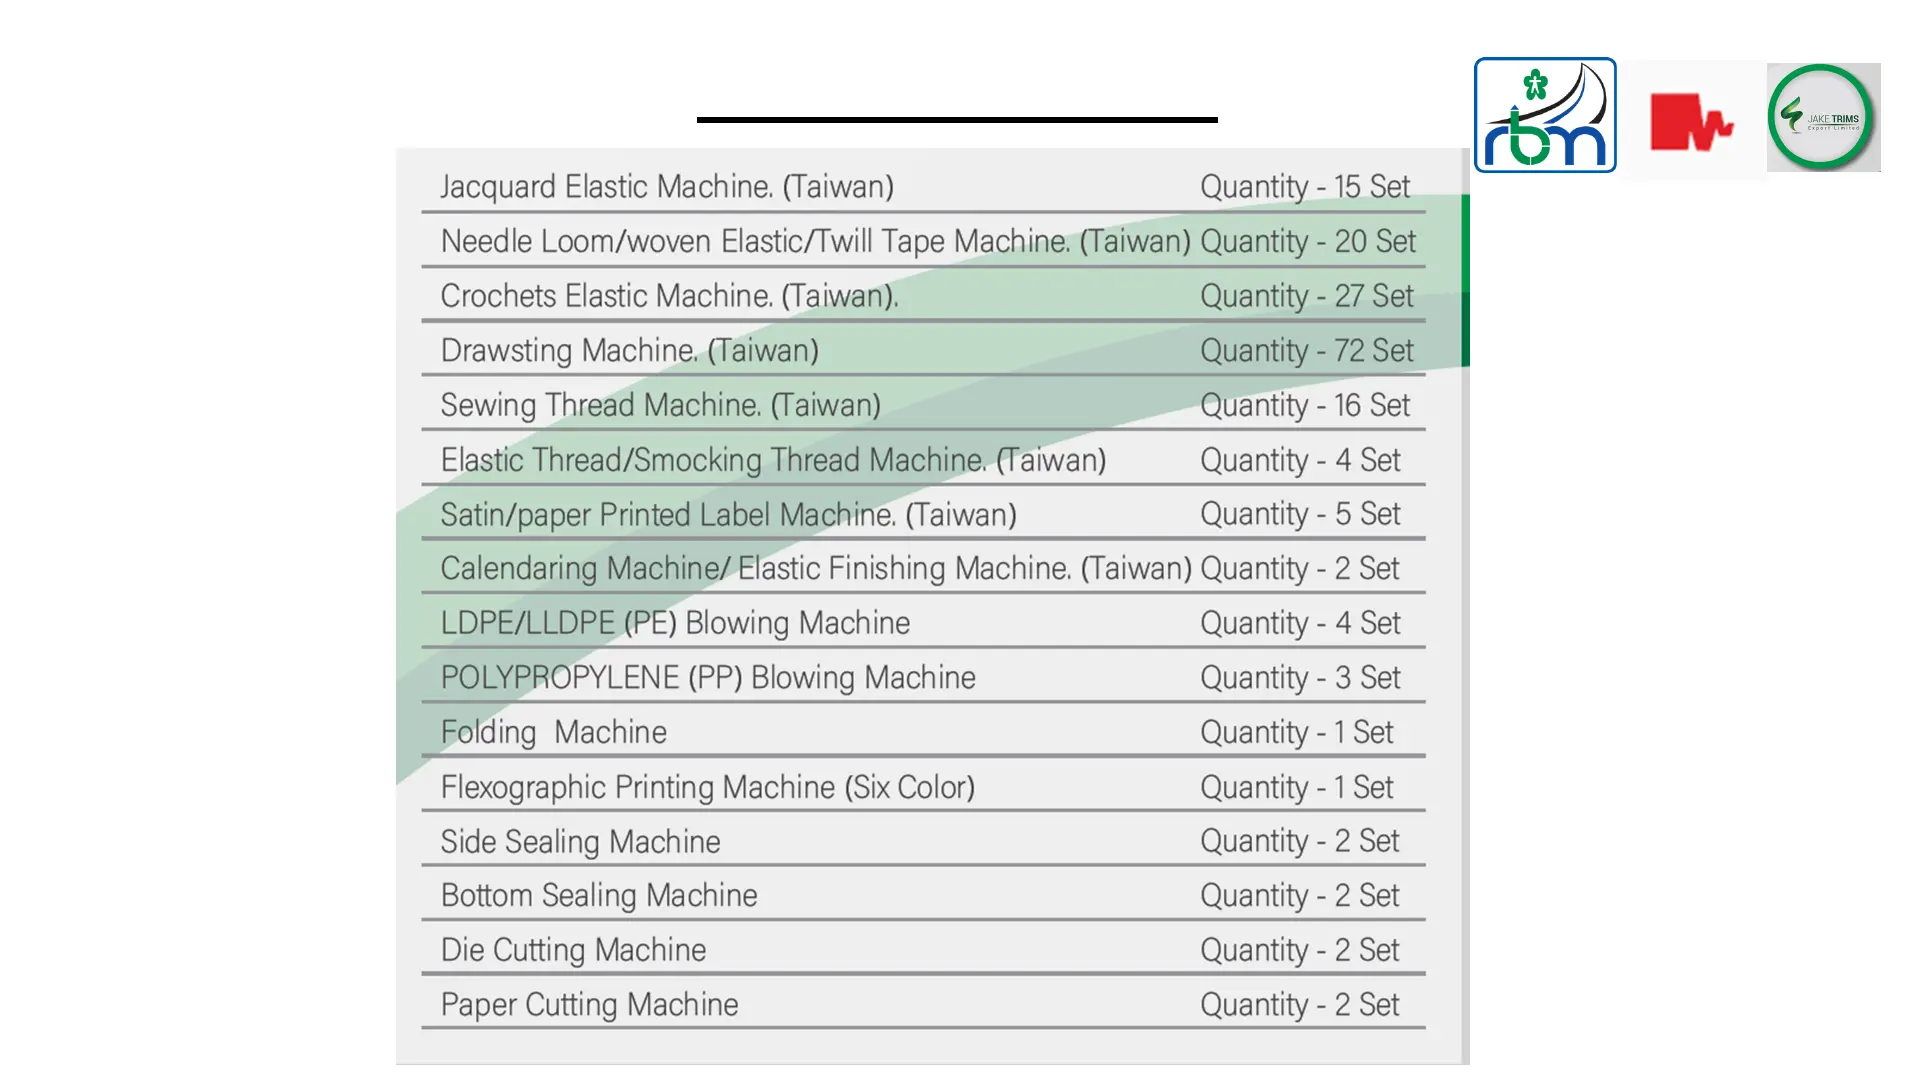 rbm
JAKE TRIMS
Export Limited
Jacquard Elastic Machine. (Taiwan) Quantity - 15 Set
Needle Loom/woven Elastic/Twill Tape Machine. (Taiwan) Quantity - 20 Set
Crochets Elastic Machine. (Taiwan). Quantity - 27 Set
Drawsting Machine. (Taiwan) Quantity - 72 Set
Sewing Thread Machine. (Taiwan) Quantity - 16 Set
Elastic Thread/Smocking Thread Machine. (Taiwan) Quantity - 4 Set
Satin/paper Printed Label Machine. (Taiwan) Quantity - 5 Set
Calendaring Machine/ Elastic Finishing Machine. (Taiwan) Quantity - 2 Set
LDPE/LLDPE (PE) Blowing Machine Quantity - 4 Set
POLYPROPYLENE (PP) Blowing Machine Quantity - 3 Set
Folding Machine Quantity - 1 Set
Flexographic Printing Machine (Six Color) Quantity - 1 Set
Side Sealing Machine Quantity - 2 Set
Bottom Sealing Machine Quantity - 2 Set
Die Cutting Machine Quantity - 2 Set
Paper Cutting Machine Quantity - 2 Set